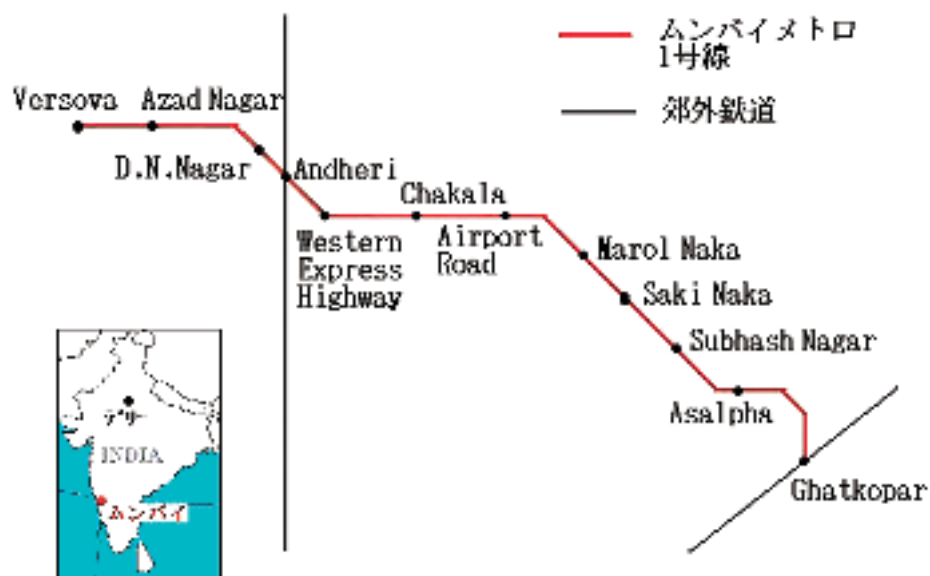 ムンバイメトロ
1号線
郊外鉄道
Versova
Azad Nagar
D.N.Nagar
Andheri
Chakala
Western
Express
Highway
Airport
Road
Marol Naka
Saki Naka
Subhash Nagar
Asalpha
Ghatkopar
デリー
INDIA
ムンバイ